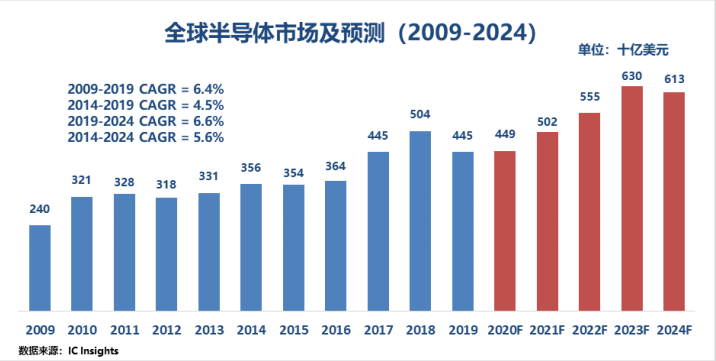 全球半导体市场及预测（2009-2024）
单位：十亿美元
2009-2019 CAGR = 6.4%
2014-2019 CAGR = 4.5%
2019-2024 CAGR = 6.6%
2014-2024 CAGR = 5.6%
240 321 328 318 331 356 354 364 445 504 445 449 502 555 630 613
2009 2010 2011 2012 2013 2014 2015 2016 2017 2018 2019 2020F 2021F 2022F 2023F 2024F
数据来源：IC Insights